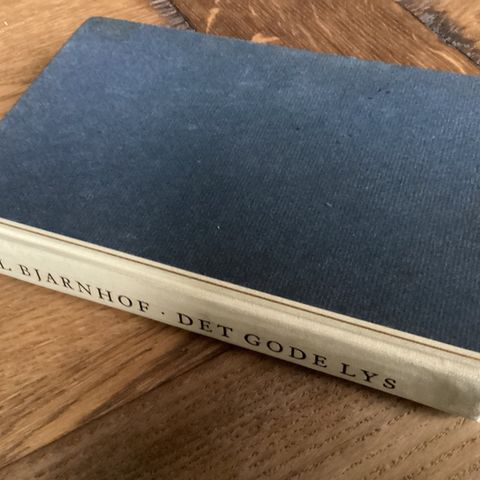 L BJARNHOF · DET GODE LYS